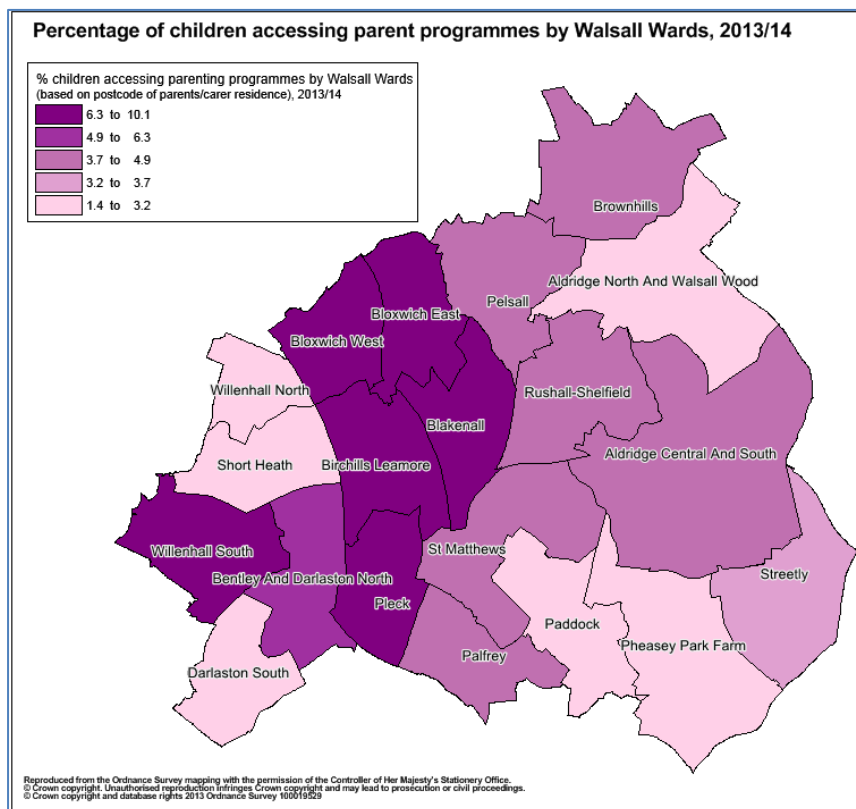 Percentage of children accessing parent programmes by Walsall Wards, 2013/14
% children accessing parenting programmes by Walsall Wards
(based on postcode of parents/carer residence), 2013/14
6.3 to 10.1
4.9 to 6.3
3.7 to 4.9
3.2 to 3.7
1.4 to 3.2
Brownhills
Aldridge North And Walsall Wood
Pelsall
Bloxwich East
Bloxwich West
Willenhall North
Rushall-Shelfield
Blakenall
Aldridge Central And South
Short Heath
Birchills Leamore
Willenhall South
St Matthews
Bentley And Darlaston North
Streetly
Pleck
Paddock
Pheasey Park Farm
Palfrey
Darlaston South
Reproduced from the Ordnance Survey mapping with the permission of the Controller of Her Majesty's Stationery Office.
© Crown copyright. Unauthorised reproduction infringes Crown copyright and may lead to prosecution or civil proceedings.
© Crown copyright and database rights 2013 Ordnance Survey 100019529